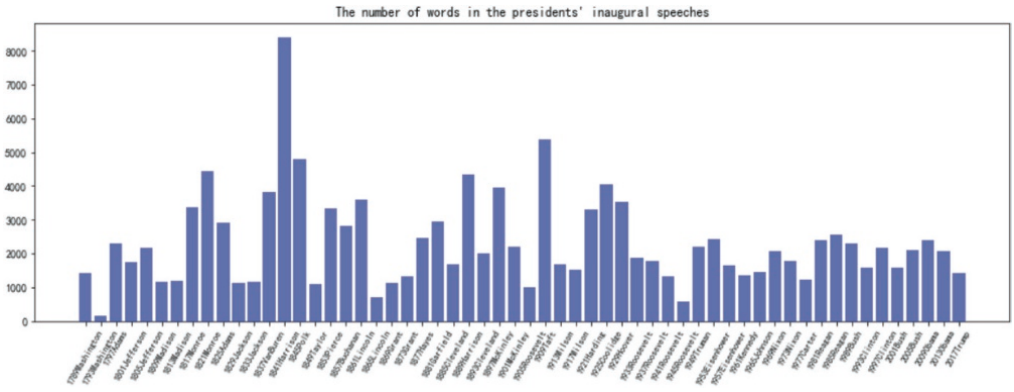 The number of words in the presidents' inaugural speeches
8000
7000
6000
5000
4000
3000
2000
1000
0
1789Washington
1793Washington
1797Adams
1801Jefferson
1805Jefferson
1809Madison
1813Madison
1817Monroe
1821Monroe
1825Adams
1829Jackson
1833Jackson
1837VanBuren
1841Harrison
1845Polk
1849Taylor
1853Pierce
1857Buchanan
1861Lincoln
1865Lincoln
1869Grant
1873Grant
1877Hayes
1881Garfield
1885Cleveland
1889Harrison
1893Cleveland
1897McKinley
1901McKinley
1905Roosevelt
1909Taft
1913Wilson
1917Wilson
1921Harding
1925Coolidge
1929Hoover
1933Roosevelt
1937Roosevelt
1941Roosevelt
1945Roosevelt
1949Truman
1953Eisenhower
1957Eisenhower
1961Kennedy
1965Johnson
1969Nixon
1973Nixon
1977Carter
1981Reagan
1985Reagan
1989Bush
1993Clinton
1997Clinton
2001Bush
2005Bush
2009Obama
2013Obama
2017Trump